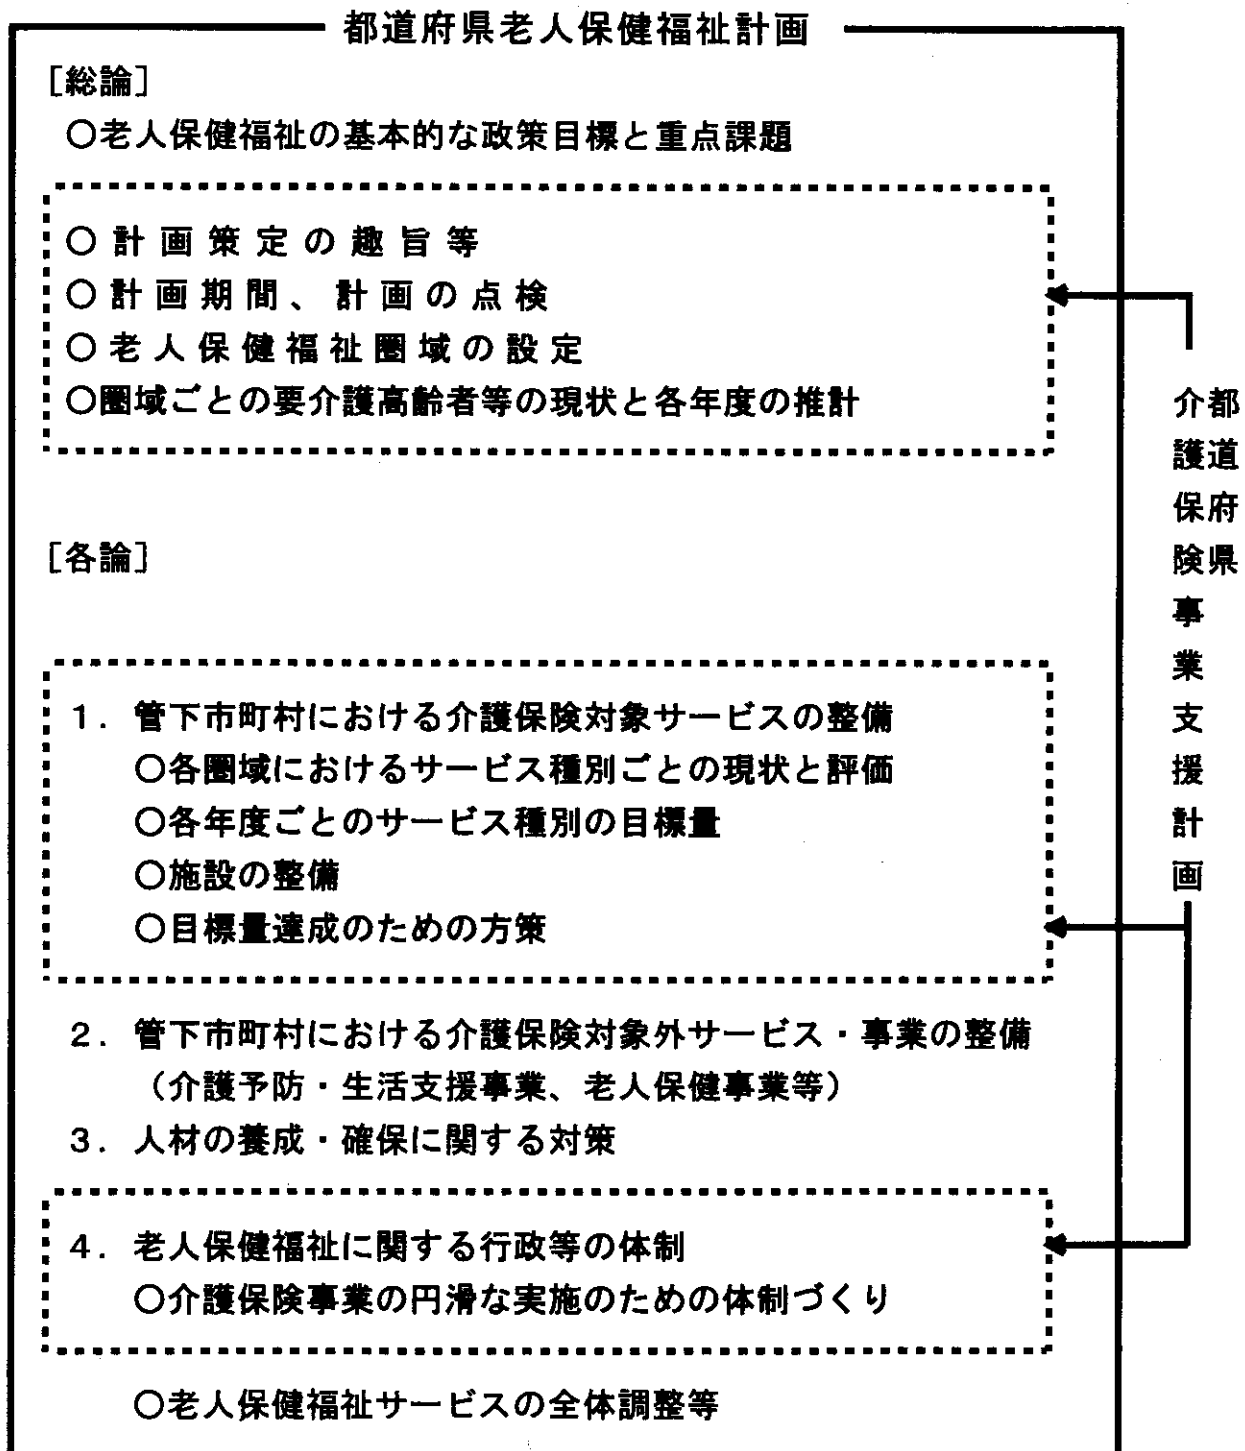 都道府県老人保健福祉計画
［総論］
○老人保健福祉の基本的な政策目標と重点課題
○計画策定の趣旨等
○計画期間、計画の点検
○老人保健福祉圏域の設定
○圏域ごとの要介護高齢者等の現状と各年度の推計
［各論］
１．管下市町村における介護保険対象サービスの整備
○各圏域におけるサービス種別ごとの現状と評価
○各年度ごとのサービス種別の目標量
○施設の整備
○目標量達成のための方策
２．管下市町村における介護保険対象外サービス・事業の整備
（介護予防・生活支援事業、老人保健事業等）
３．人材の養成・確保に関する対策
４．老人保健福祉に関する行政等の体制
○介護保険事業の円滑な実施のための体制づくり
○老人保健福祉サービスの全体調整等
都道府県
介護保険事業支援計画